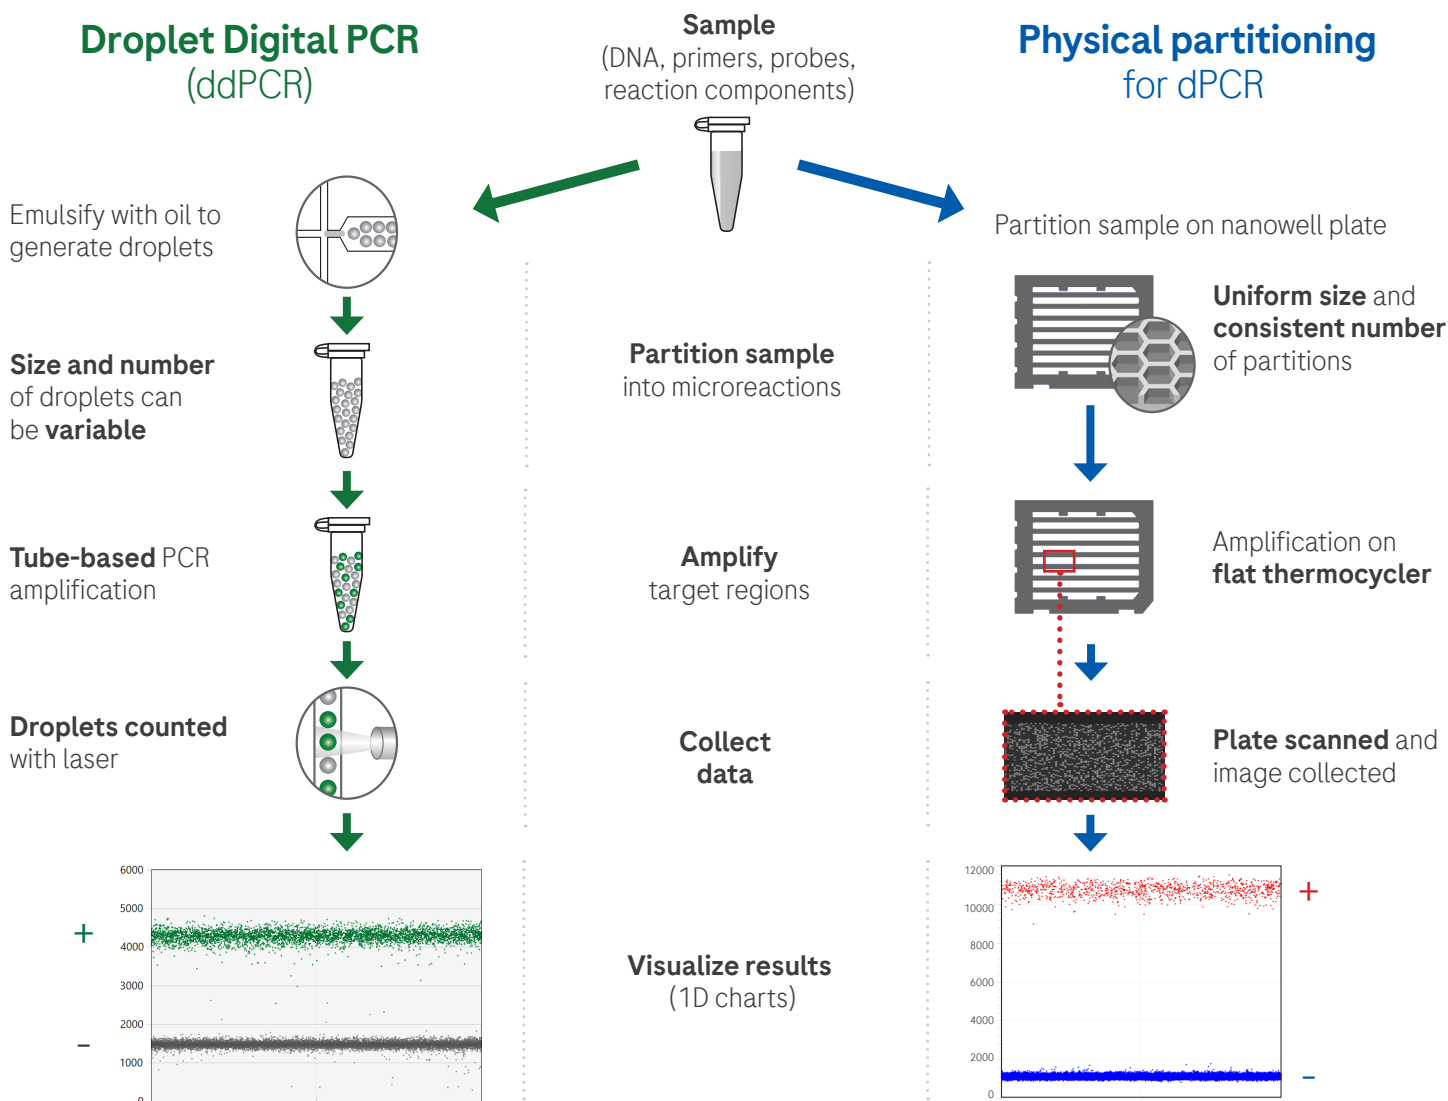 Droplet Digital PCR
(ddPCR)
Sample
(DNA, primers, probes,
reaction components)
Physical partitioning
for dPCR
Emulsify with oil to
generate droplets
Partition sample on nanowell plate
Size and number
of droplets can
be variable
Partition sample
into microreactions
Uniform size and
consistent number
of partitions
Tube-based PCR
amplification
Amplify
target regions
Amplification on
flat thermocycler
Droplets counted
with laser
Collect
data
Plate scanned and
image collected
6000
5000
+
4000
3000
2000
–
1000
0
Visualize results
(1D charts)
12000
+
10000
8000
6000
4000
2000
–
0